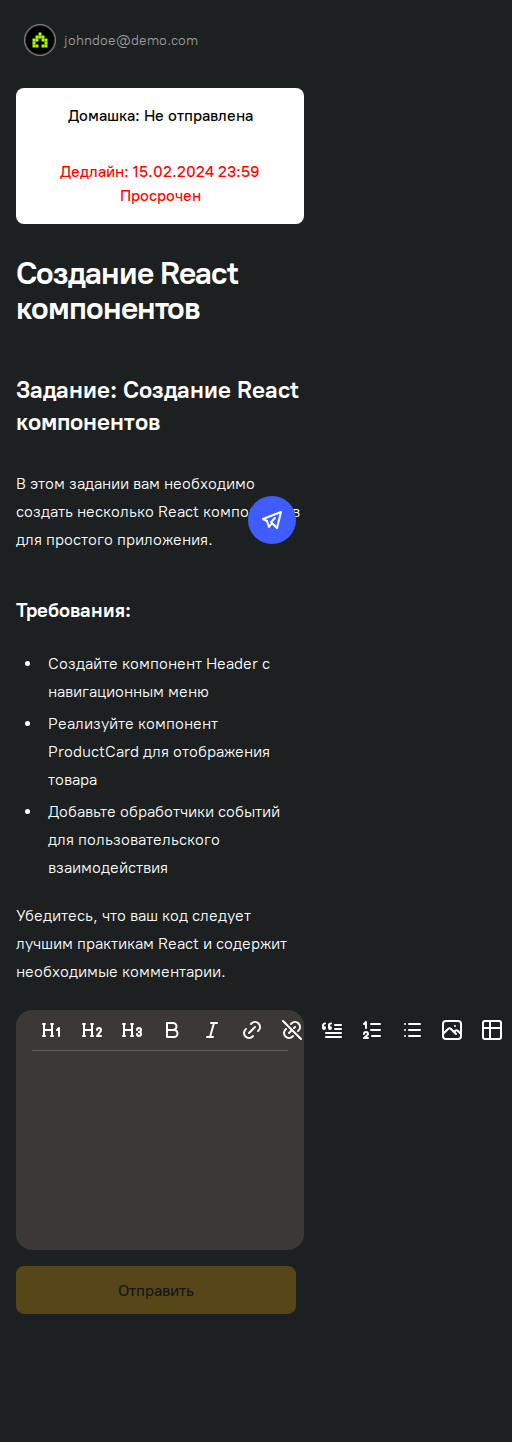 johndoe@demo.com
Домашка: Не отправлена
Дедлайн: 15.02.2024 23:59
Просрочен
Создание React
компонентов
Задание: Создание React
компонентов
В этом задании вам необходимо
создать несколько React
для простого приложения.
Требования:
Создайте компонент Header с
навигационным меню
Реализуйте компонент
ProductCard для отображения
товара
Добавьте обработчики событий
для пользовательского
взаимодействия
Убедитесь, что ваш код следует
лучшим практикам React и содержит
необходимые комментарии.
H1 H2 H3 B I
Отправить